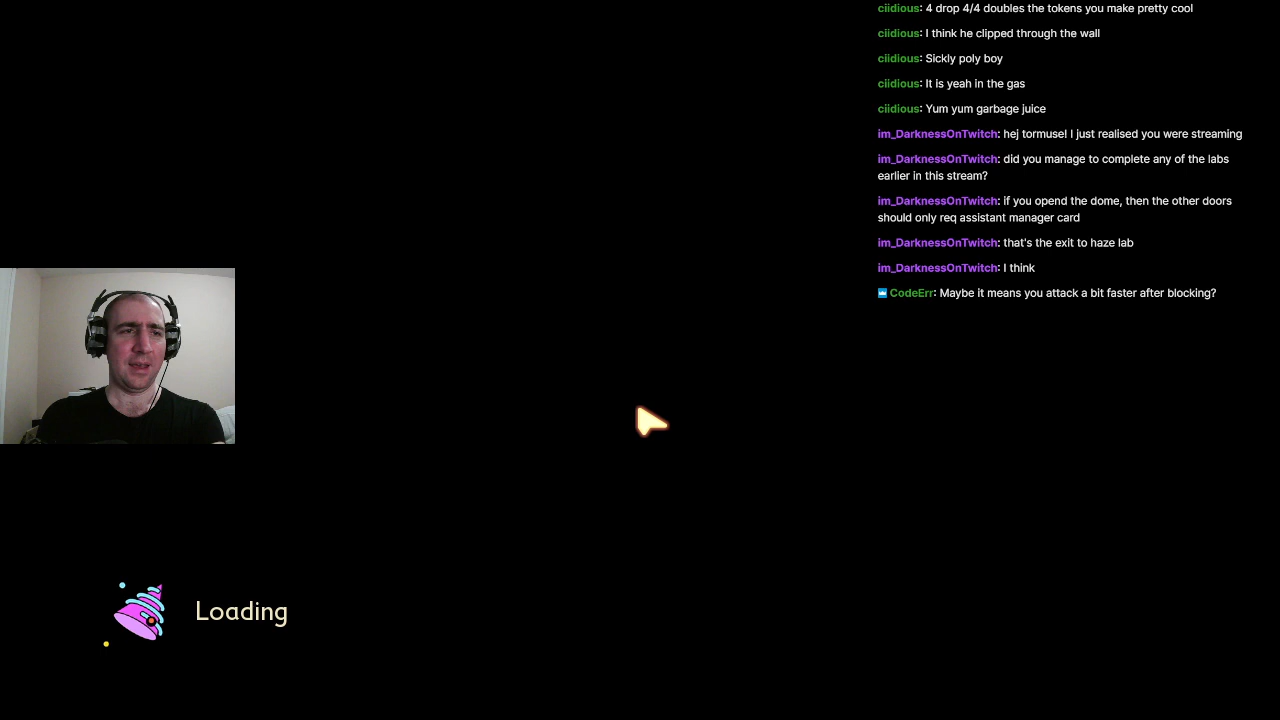 ciidious: 4 drop 4/4 doubles the tokens you make pretty cool
ciidious: I think he clipped through the wall
ciidious: Sickly poly boy
ciidious: It is yeah in the gas
ciidious: Yum yum garbage juice
im_DarknessOnTwitch: hej tormuse! I just realised you were streaming
im_DarknessOnTwitch: did you manage to complete any of the labs
earlier in this stream?
im_DarknessOnTwitch: if you opend the dome, then the other doors
should only req assistant manager card
im_DarknessOnTwitch: that's the exit to haze lab
im_DarknessOnTwitch: I think
CodeErr: Maybe it means you attack a bit faster after blocking?
Loading